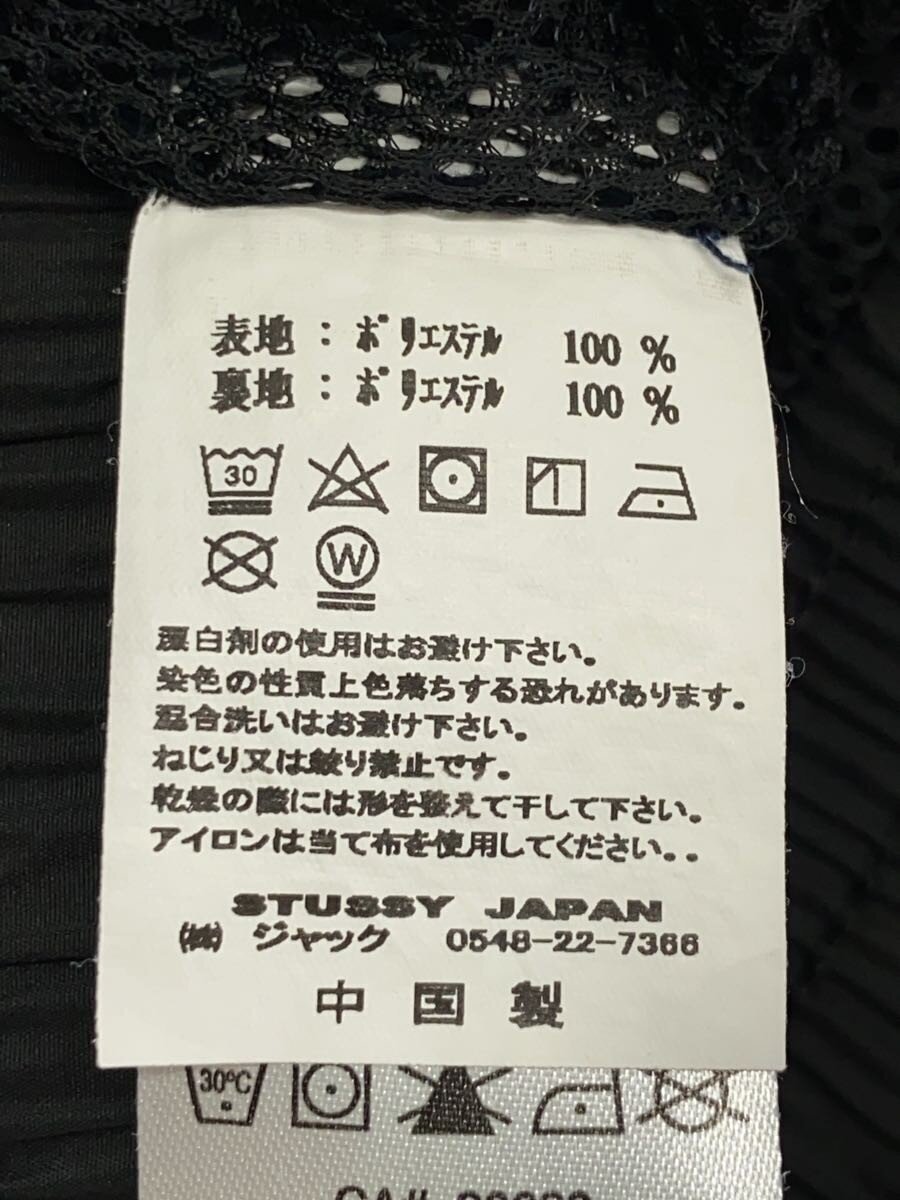 表地 : ポリエステル 100 %
裏地 : ポリエステル 100 %
30
W
漂白剤の使用はお避け下さい。
染色の性質上色落ちする恐れがあります。
混合洗いはお避け下さい。
ねじり又は絞り禁止です。
乾燥の際には形を整えて干して下さい。
アイロンは当て布を使用してください。。
STUSSY JAPAN
㈱ ジャック 0548-22-7366
中国製
30ºC